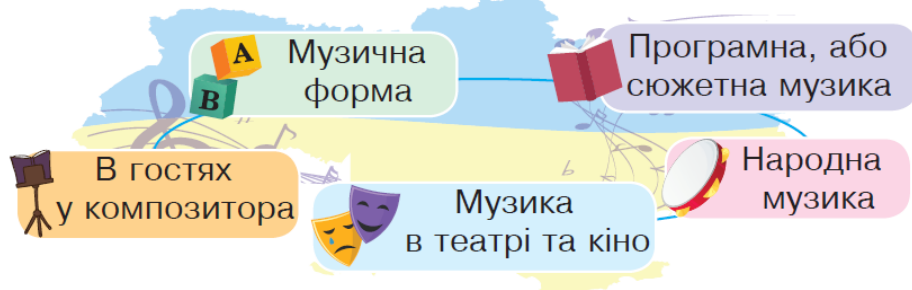 A
B
Музична
форма
Програмна, або
сюжетна музика
В гостях
у композитора
Музика
в театрі та кіно
Народна
музика